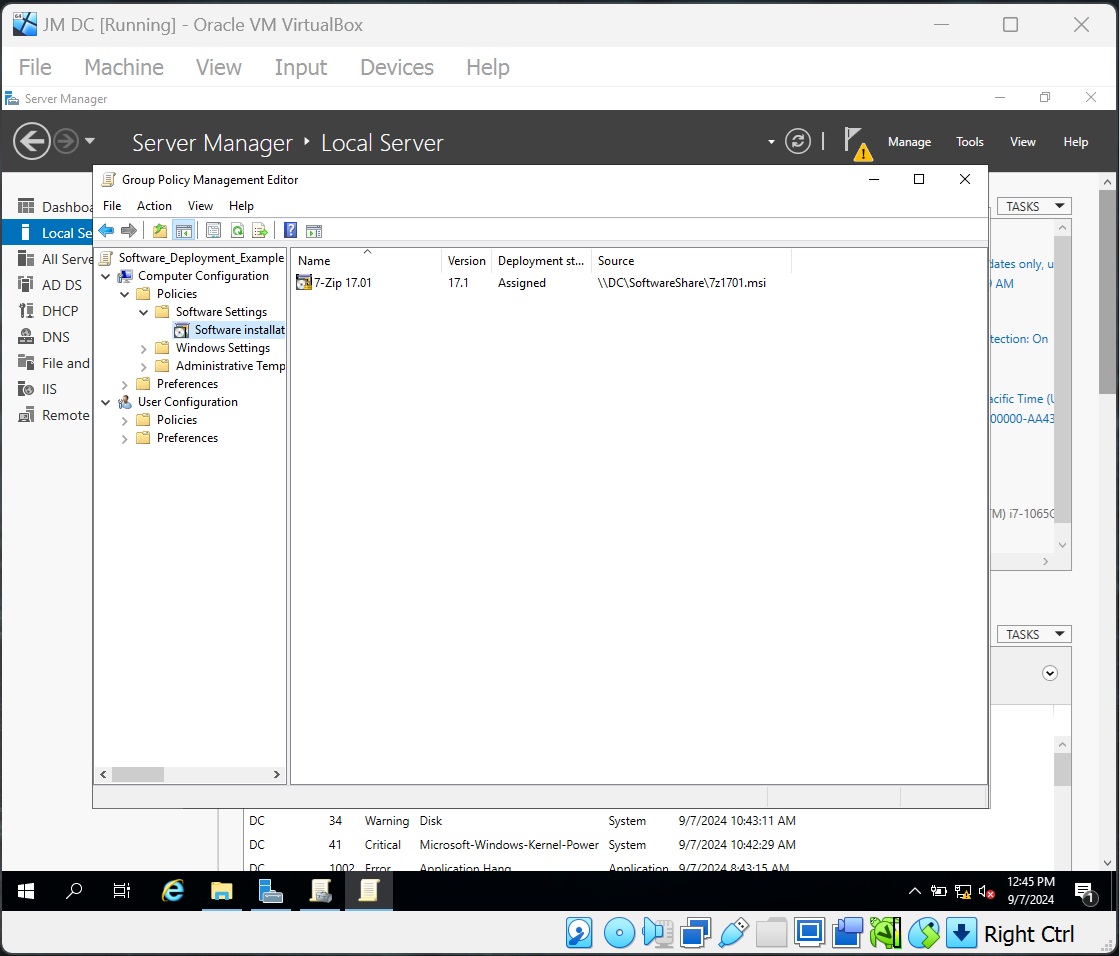 JM DC [Running] - Oracle VM VirtualBox
File Machine View Input Devices Help
Server Manager
Server Manager Local Server
Manage Tools View Help
Group Policy Management Editor
File Action View Help
Dashboa
Local Se
All Serve
AD DS
DHCP
DNS
File and
IIS
Remote
Software_Deployment_Example
Computer Configuration
Policies
Software Settings
Software installat
Windows Settings
Administrative Temp
Preferences
User Configuration
Policies
Preferences
Name Version Deployment st... Source
7-Zip 17.01 17.1 Assigned \\DC\SoftwareShare\7z1701.msi
TASKS
dates only, u
AM
tection: On
acific Time (U
00000-AA43
TM) i7-1065G
TASKS
DC 34 Warning Disk System 9/7/2024 10:43:11 AM
DC 41 Critical Microsoft-Windows-Kernel-Power System 9/7/2024 10:42:29 AM
DC 1002 Error Application Hang Application 9/7/2024 8:43:15 AM
12:45 PM
9/7/2024
1
Right Ctrl